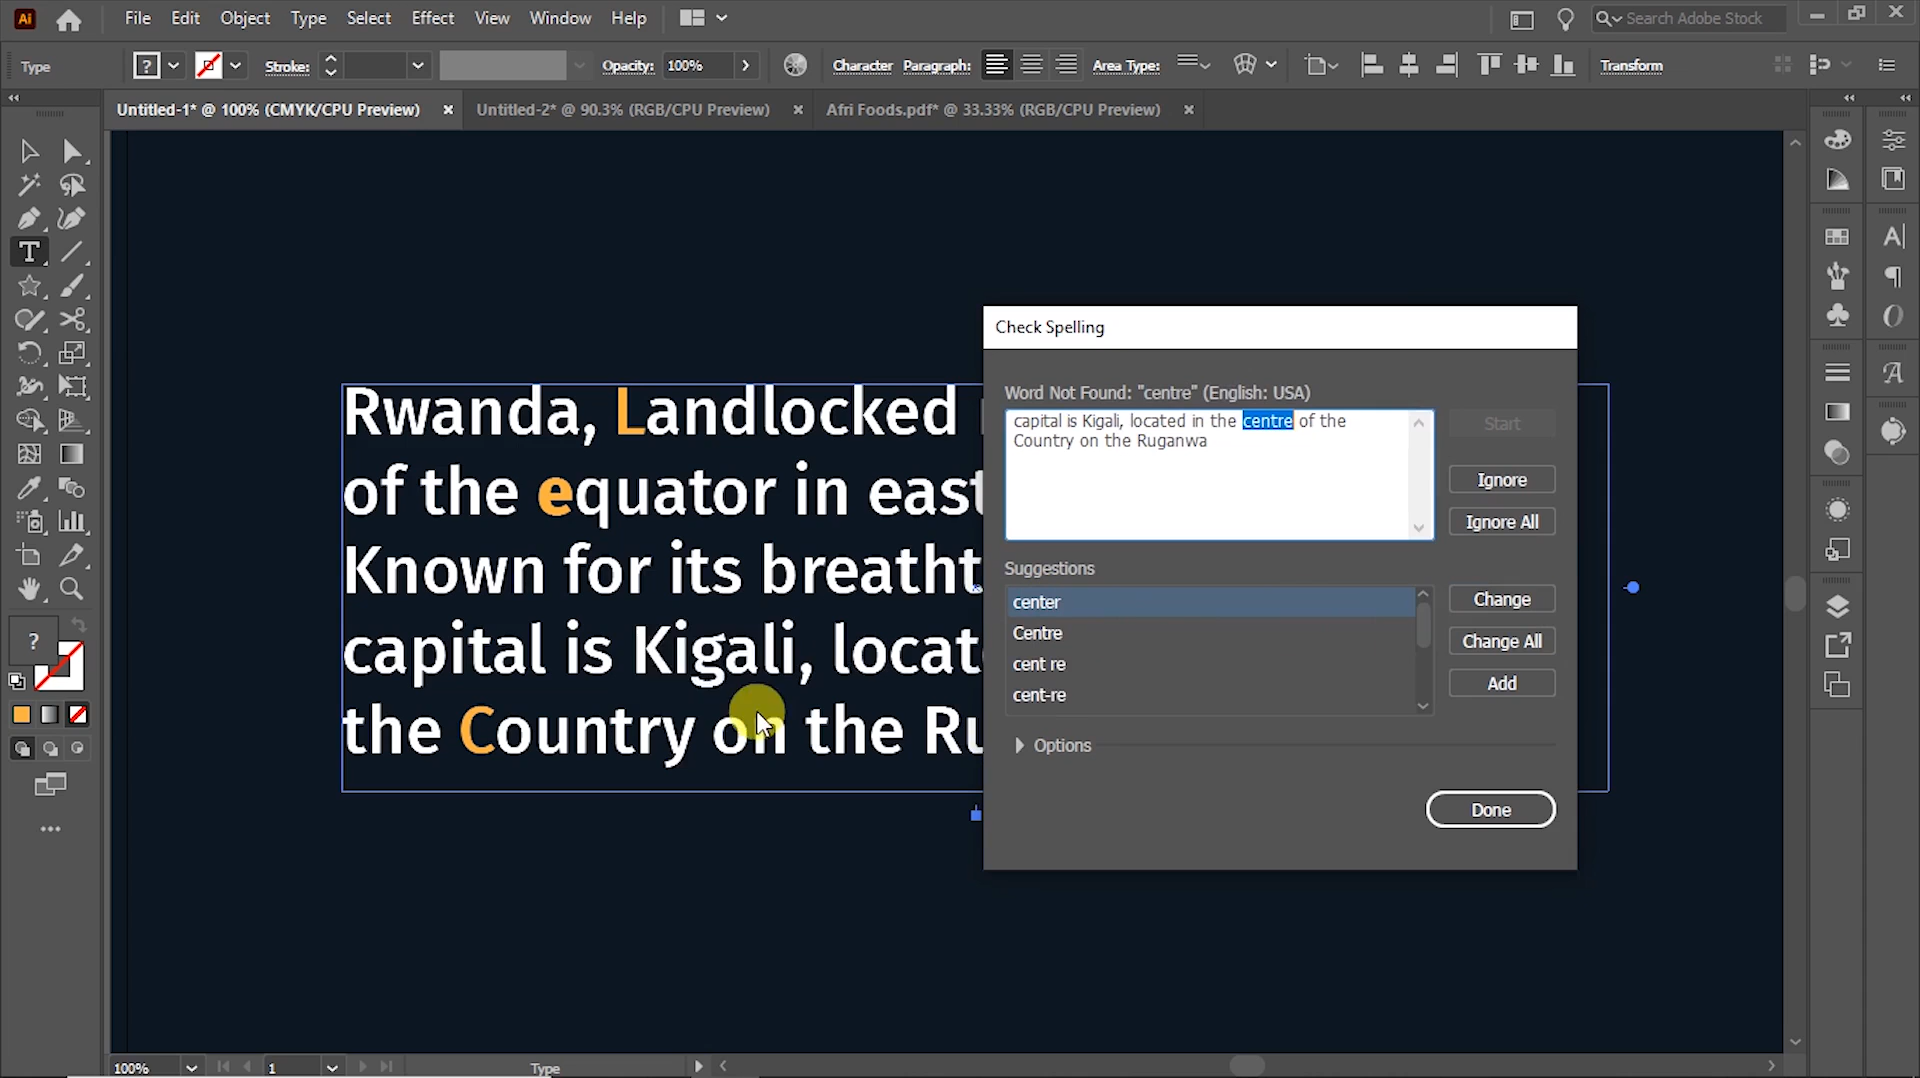 Ai File Edit Object Type Select Effect View Window Help Search Adobe Stock
Type ? Stroke: Opacity: 100% Character Paragraph: Area Type: Transform
Untitled-1* @ 100% (CMYK/CPU Preview) Untitled-2* @ 90.3% (RGB/CPU Preview) Afri Foods.pdf* @ 33.33% (RGB/CPU Preview)
Rwanda, Landlocked
of the equator in east
Known for its breatht
capital is Kigali, locat
the Country on the Ru
Check Spelling
Word Not Found: "centre" (English: USA)
capital is Kigali, located in the centre of the
Country on the Ruganwa
Start
Ignore
Ignore All
Suggestions
center
Centre
cent re
cent-re
Change
Change All
Add
Options
Done
?
100% 1 Type